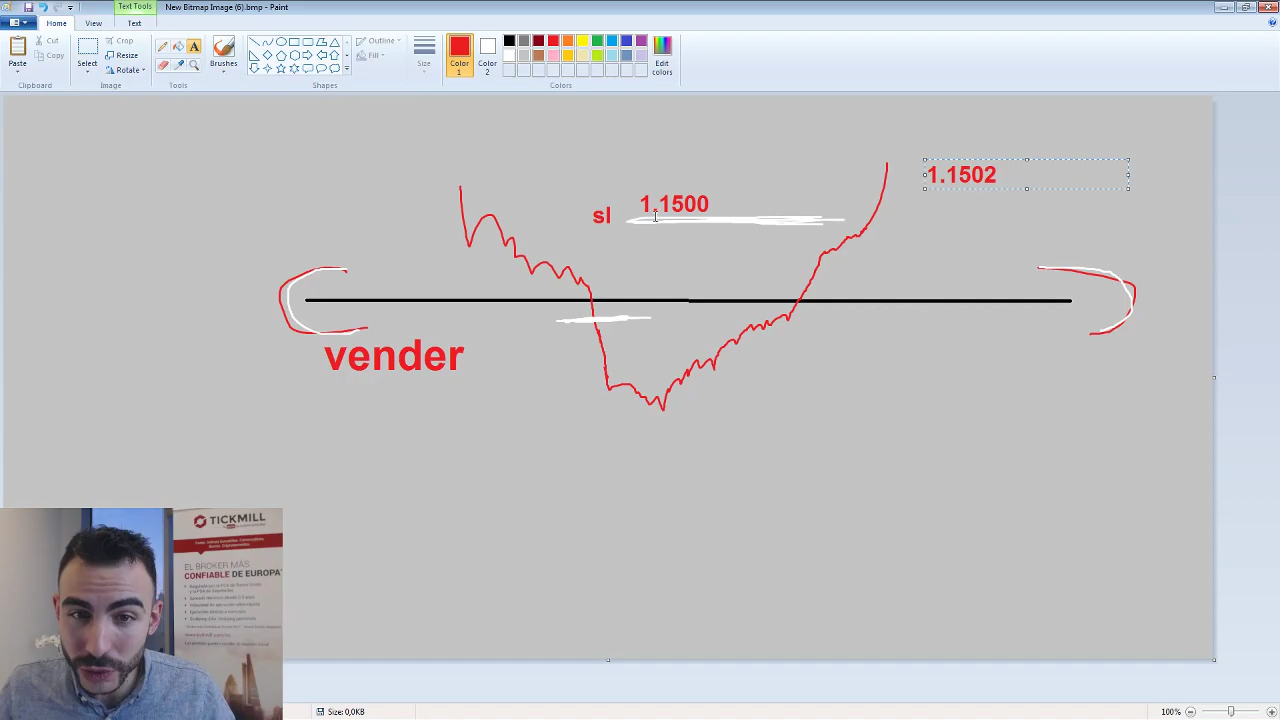 Text Tools
New Bitmap Image (6).bmp - Paint
Home
View
Text
Paste
Cut
Copy
Clipboard
Select
Crop
Resize
Rotate
Image
Tools
Brushes
Shapes
Outline
Fill
Size
Color 1
Color 2
Edit colors
Colors
1.1502
1.1500
sl
vender
TICKMILL
EL BROKER MÁS
CONFIABLE DE EUROPA
Size: 0,0KB
100%